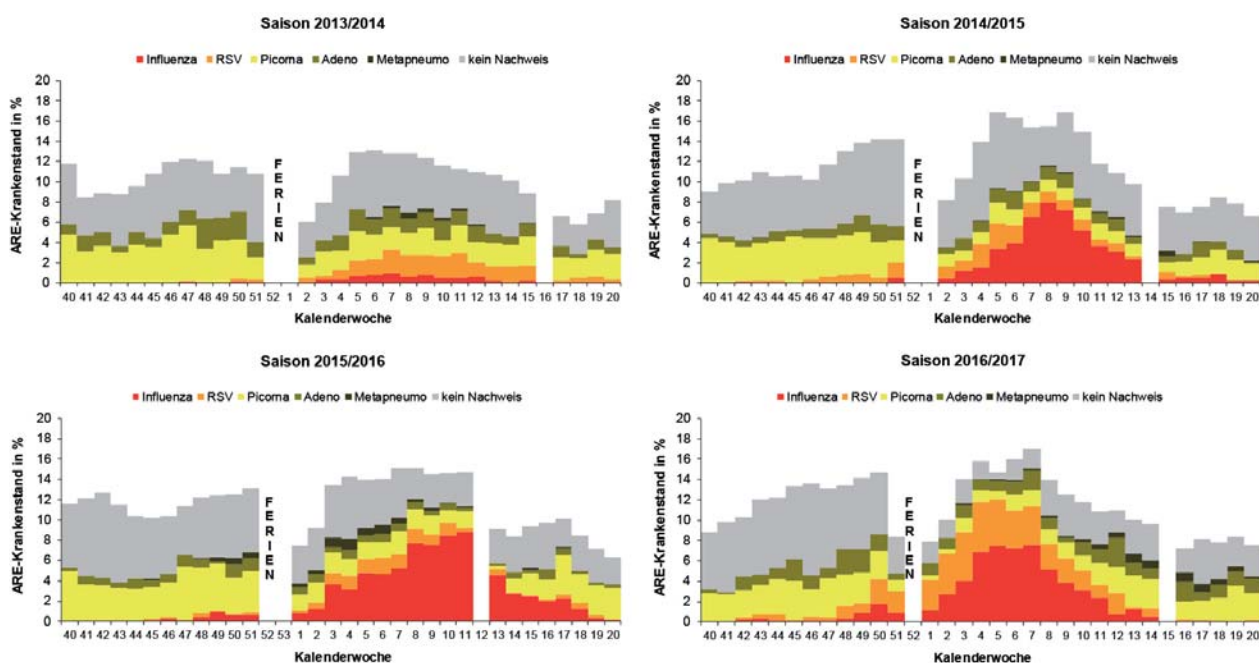 Saison 2013/2014
Influenza RSV Picorna Adeno Metapneumo kein Nachweis
ARE-Krankenstand in %
20
18
16
14
12
10
8
6
4
2
0
FERIEN
40 41 42 43 44 45 46 47 48 49 50 51 52 1 2 3 4 5 6 7 8 9 10 11 12 13 14 15 16 17 18 19 20
Kalenderwoche
Saison 2014/2015
Influenza RSV Picorna Adeno Metapneumo kein Nachweis
ARE-Krankenstand in %
20
18
16
14
12
10
8
6
4
2
0
FERIEN
40 41 42 43 44 45 46 47 48 49 50 51 52 1 2 3 4 5 6 7 8 9 10 11 12 13 14 15 16 17 18 19 20
Kalenderwoche
Saison 2015/2016
Influenza RSV Picorna Adeno Metapneumo kein Nachweis
ARE-Krankenstand in %
20
18
16
14
12
10
8
6
4
2
0
FERIEN
40 41 42 43 44 45 46 47 48 49 50 51 52 53 1 2 3 4 5 6 7 8 9 10 11 12 13 14 15 16 17 18 19 20
Kalenderwoche
Saison 2016/2017
Influenza RSV Picorna Adeno Metapneumo kein Nachweis
ARE-Krankenstand in %
20
18
16
14
12
10
8
6
4
2
0
FERIEN
40 41 42 43 44 45 46 47 48 49 50 51 52 1 2 3 4 5 6 7 8 9 10 11 12 13 14 15 16 17 18 19 20
Kalenderwoche